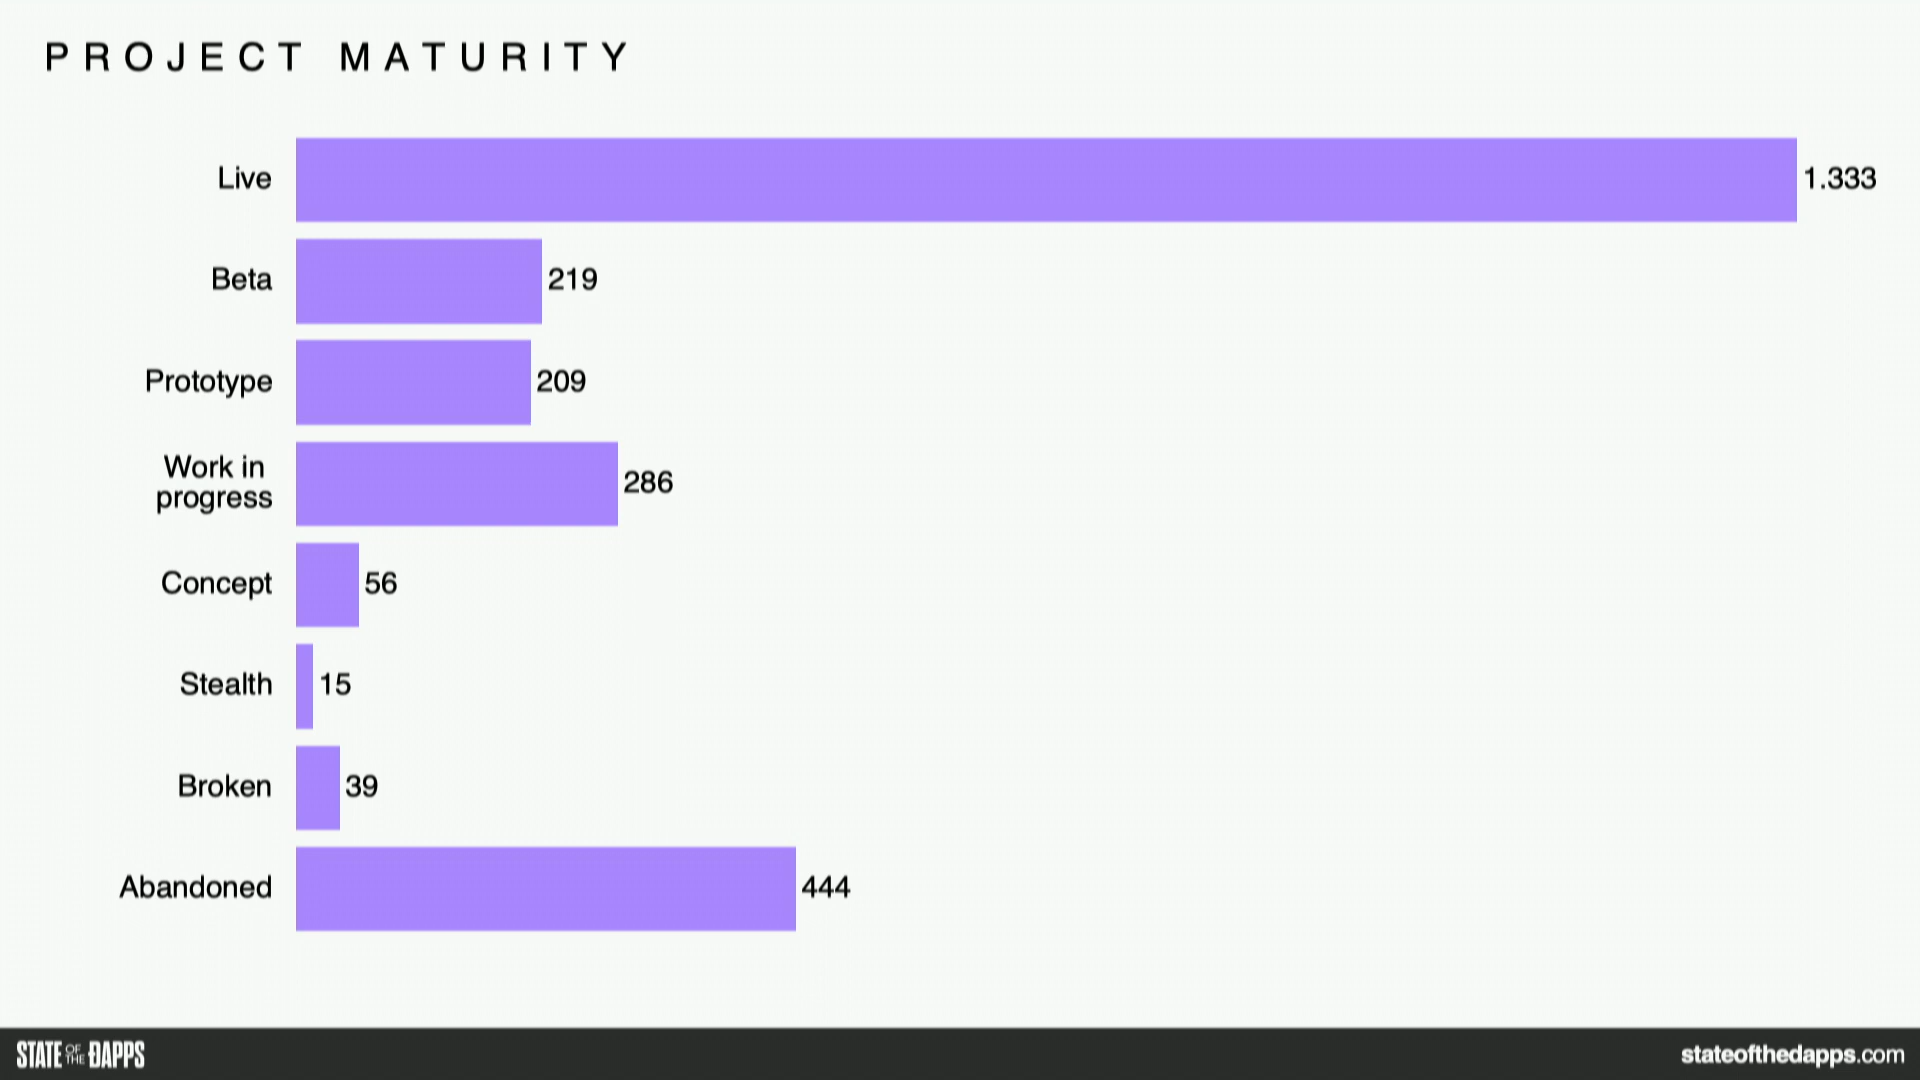 PROJECT MATURITY
Live 1.333
Beta 219
Prototype 209
Work in
progress 286
Concept 56
Stealth 15
Broken 39
Abandoned 444
STATE OF THE ĐAPPS
stateofthedapps.com